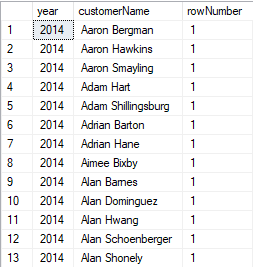 year customerName rowNumber
1 2014 Aaron Bergman 1
2 2014 Aaron Hawkins 1
3 2014 Aaron Smayling 1
4 2014 Adam Hart 1
5 2014 Adam Shillingsburg 1
6 2014 Adrian Barton 1
7 2014 Adrian Hane 1
8 2014 Aimee Bixby 1
9 2014 Alan Barnes 1
10 2014 Alan Dominguez 1
11 2014 Alan Hwang 1
12 2014 Alan Schoenberger 1
13 2014 Alan Shonely 1